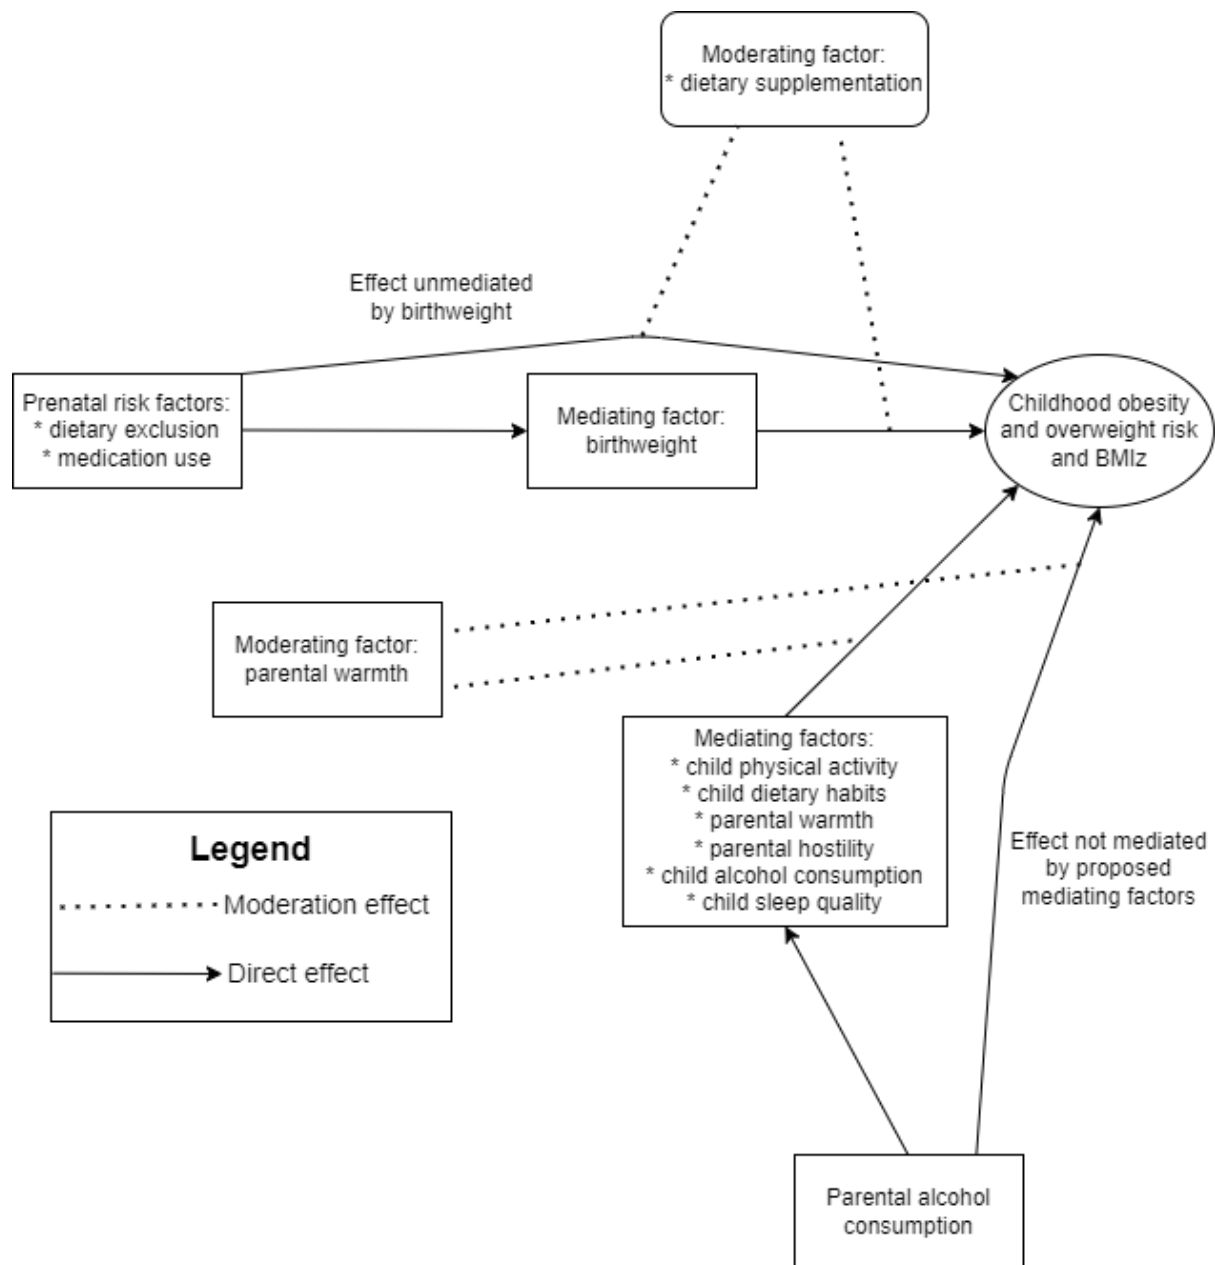 Moderating factor:
* dietary supplementation
Effect unmediated
by birthweight
Prenatal risk factors:
* dietary exclusion
* medication use
Mediating factor:
birthweight
Childhood obesity
and overweight risk
and BMIz
Moderating factor:
parental warmth
Mediating factors:
* child physical activity
* child dietary habits
* parental warmth
* parental hostility
* child alcohol consumption
* child sleep quality
Effect not mediated
by proposed
mediating factors
Legend
Moderation effect
Direct effect
Parental alcohol
consumption